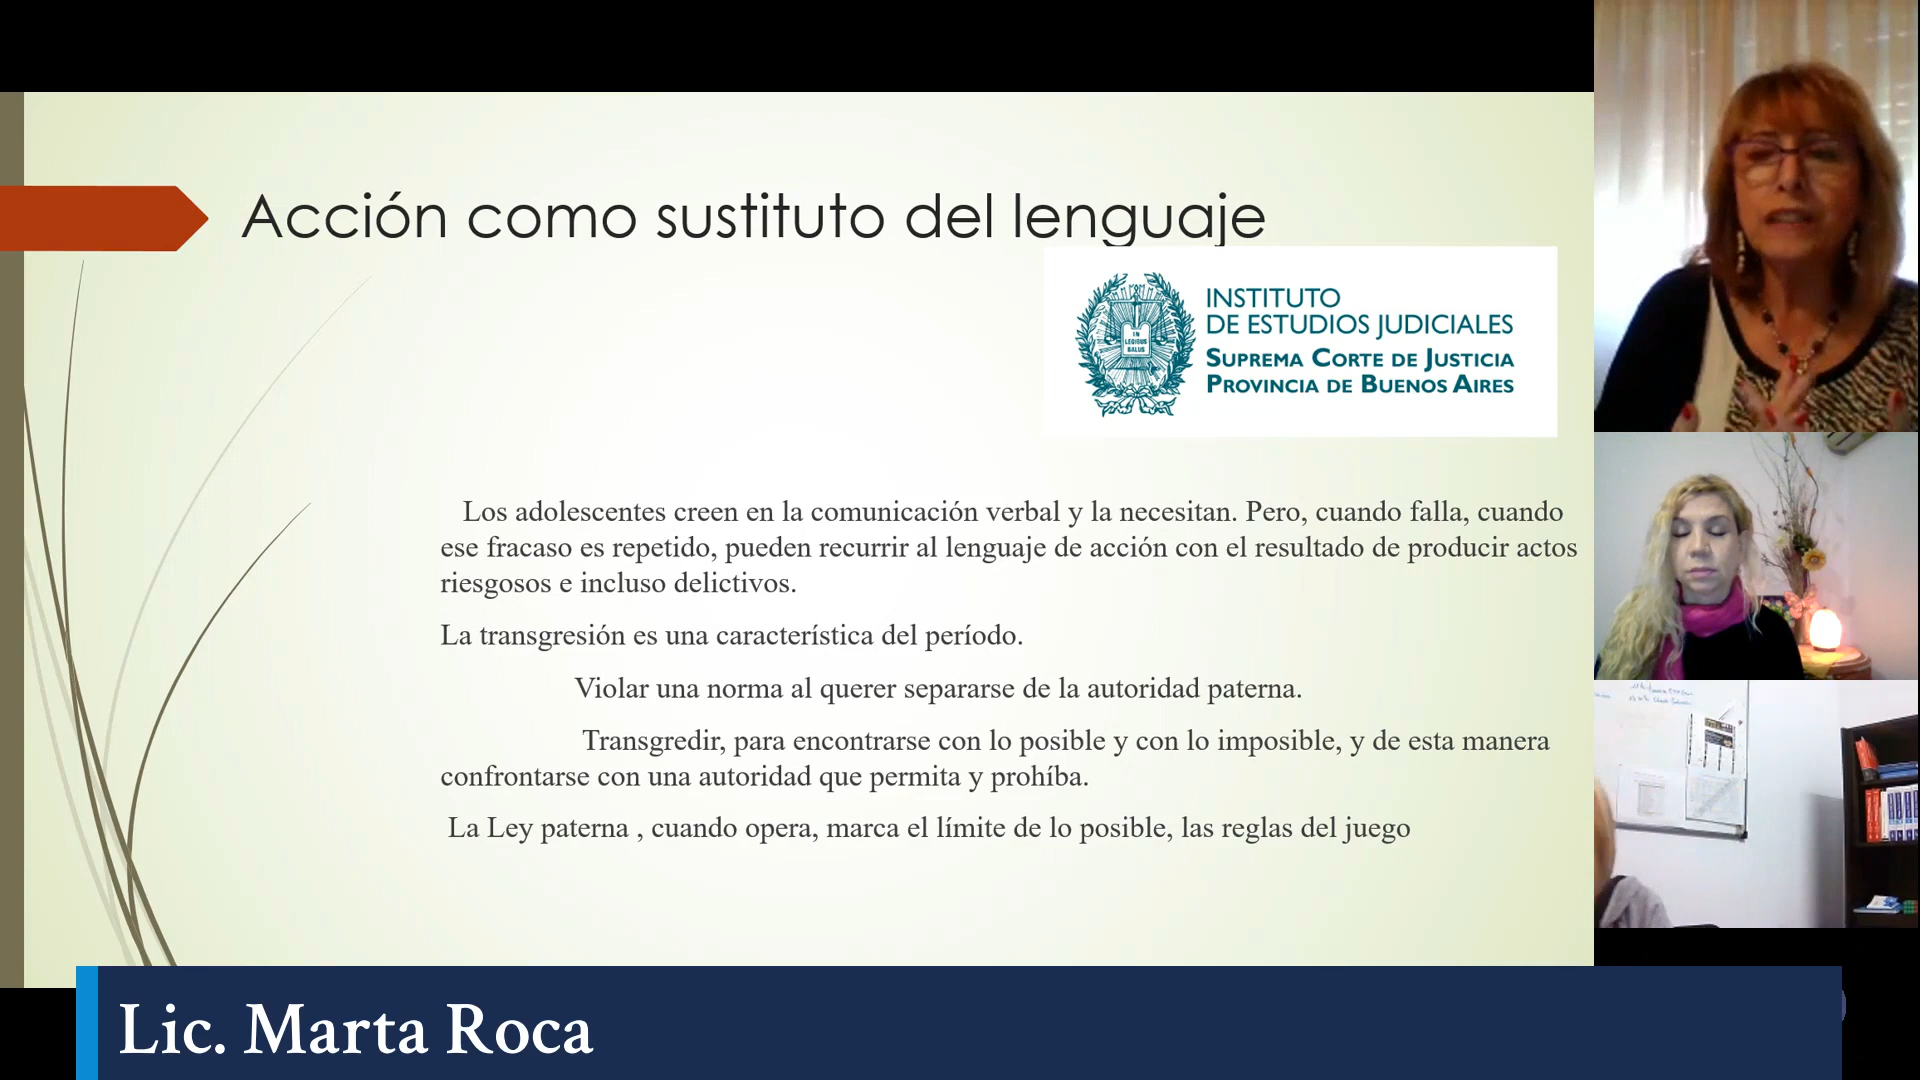 Acción como sustituto del lenguaje
INSTITUTO
DE ESTUDIOS JUDICIALES
SUPREMA CORTE DE JUSTICIA
PROVINCIA DE BUENOS AIRES
IN
LEGIBUS
SALUS
Los adolescentes creen en la comunicación verbal y la necesitan. Pero, cuando falla, cuando
ese fracaso es repetido, pueden recurrir al lenguaje de acción con el resultado de producir actos
riesgosos e incluso delictivos.
La transgresión es una característica del período.
Violar una norma al querer separarse de la autoridad paterna.
Transgredir, para encontrarse con lo posible y con lo imposible, y de esta manera
confrontarse con una autoridad que permita y prohíba.
La Ley paterna , cuando opera, marca el límite de lo posible, las reglas del juego
Lic. Marta Roca